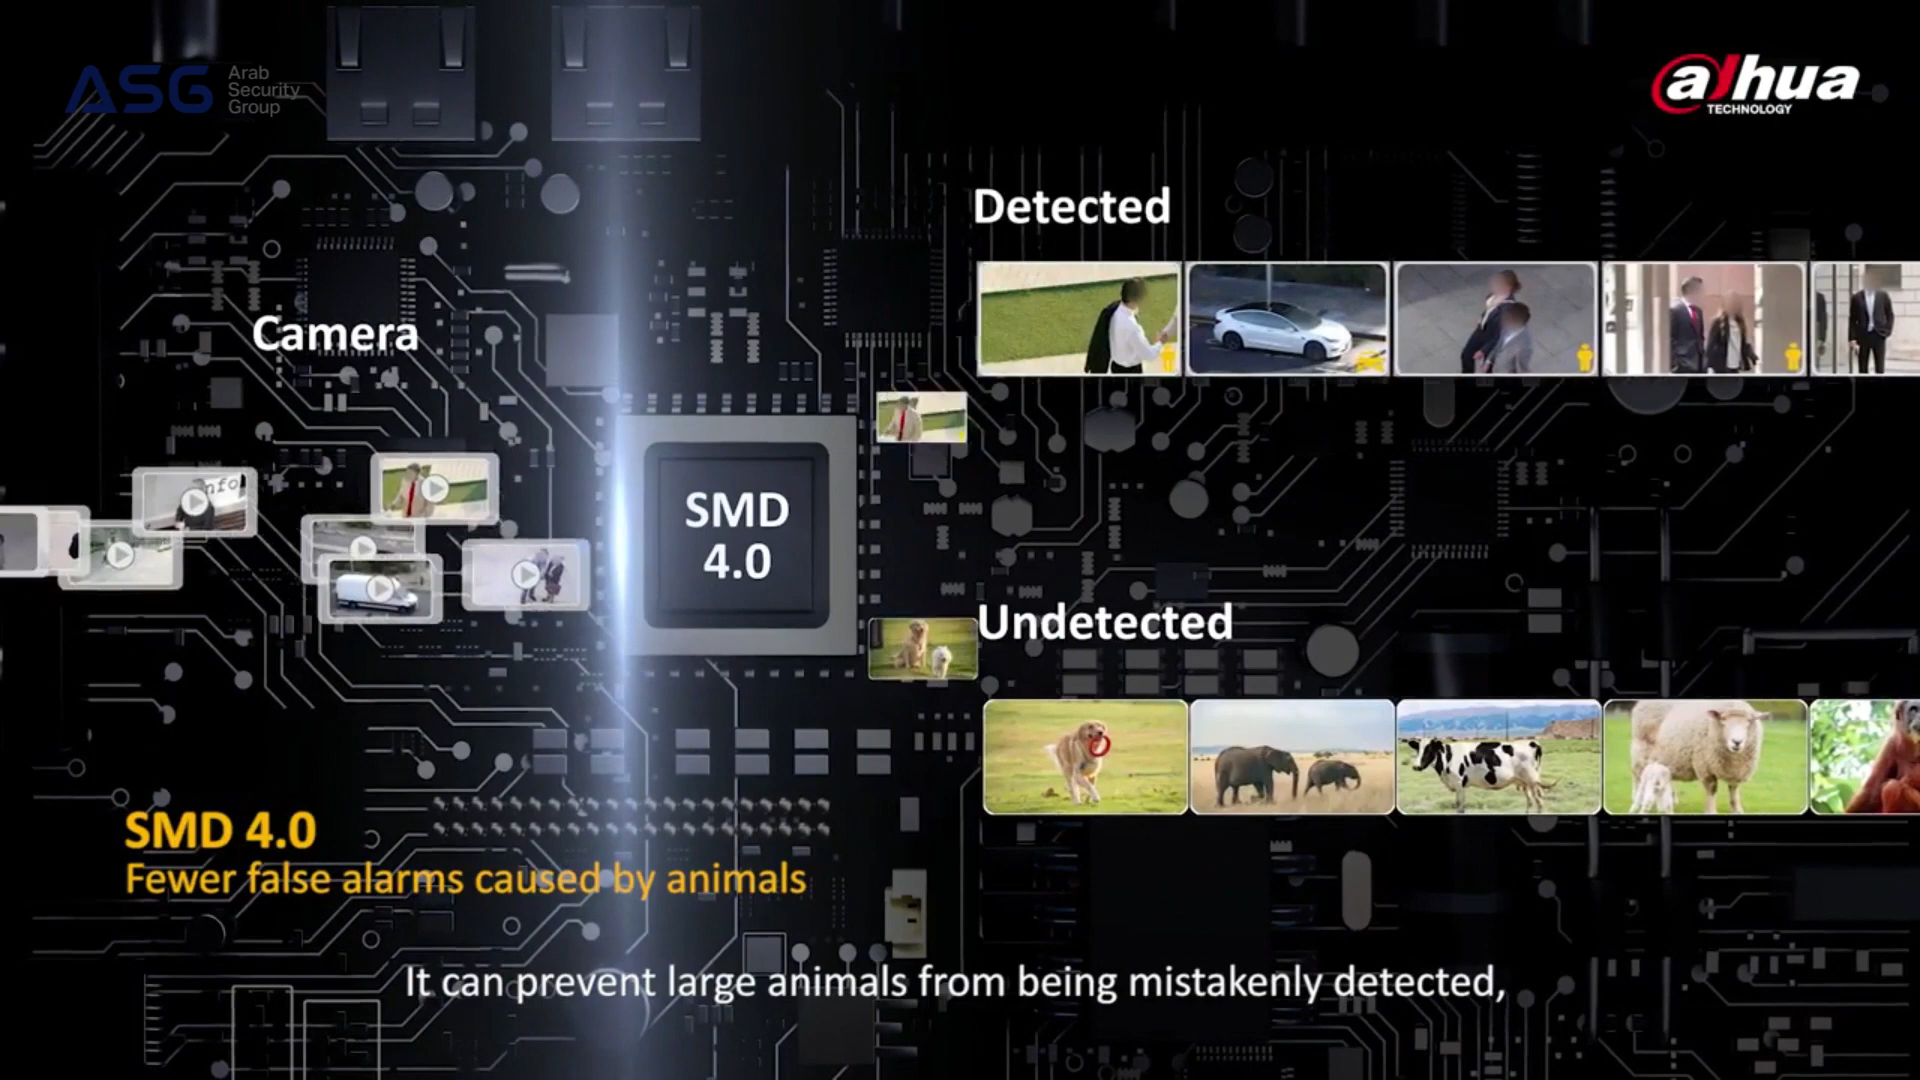 ASG
Arab
Security
Group
alhua
TECHNOLOGY
Detected
Camera
nfo
SMD
4.0
Undetected
SMD 4.0
Fewer false alarms caused by animals
It can prevent large animals from being mistakenly detected,